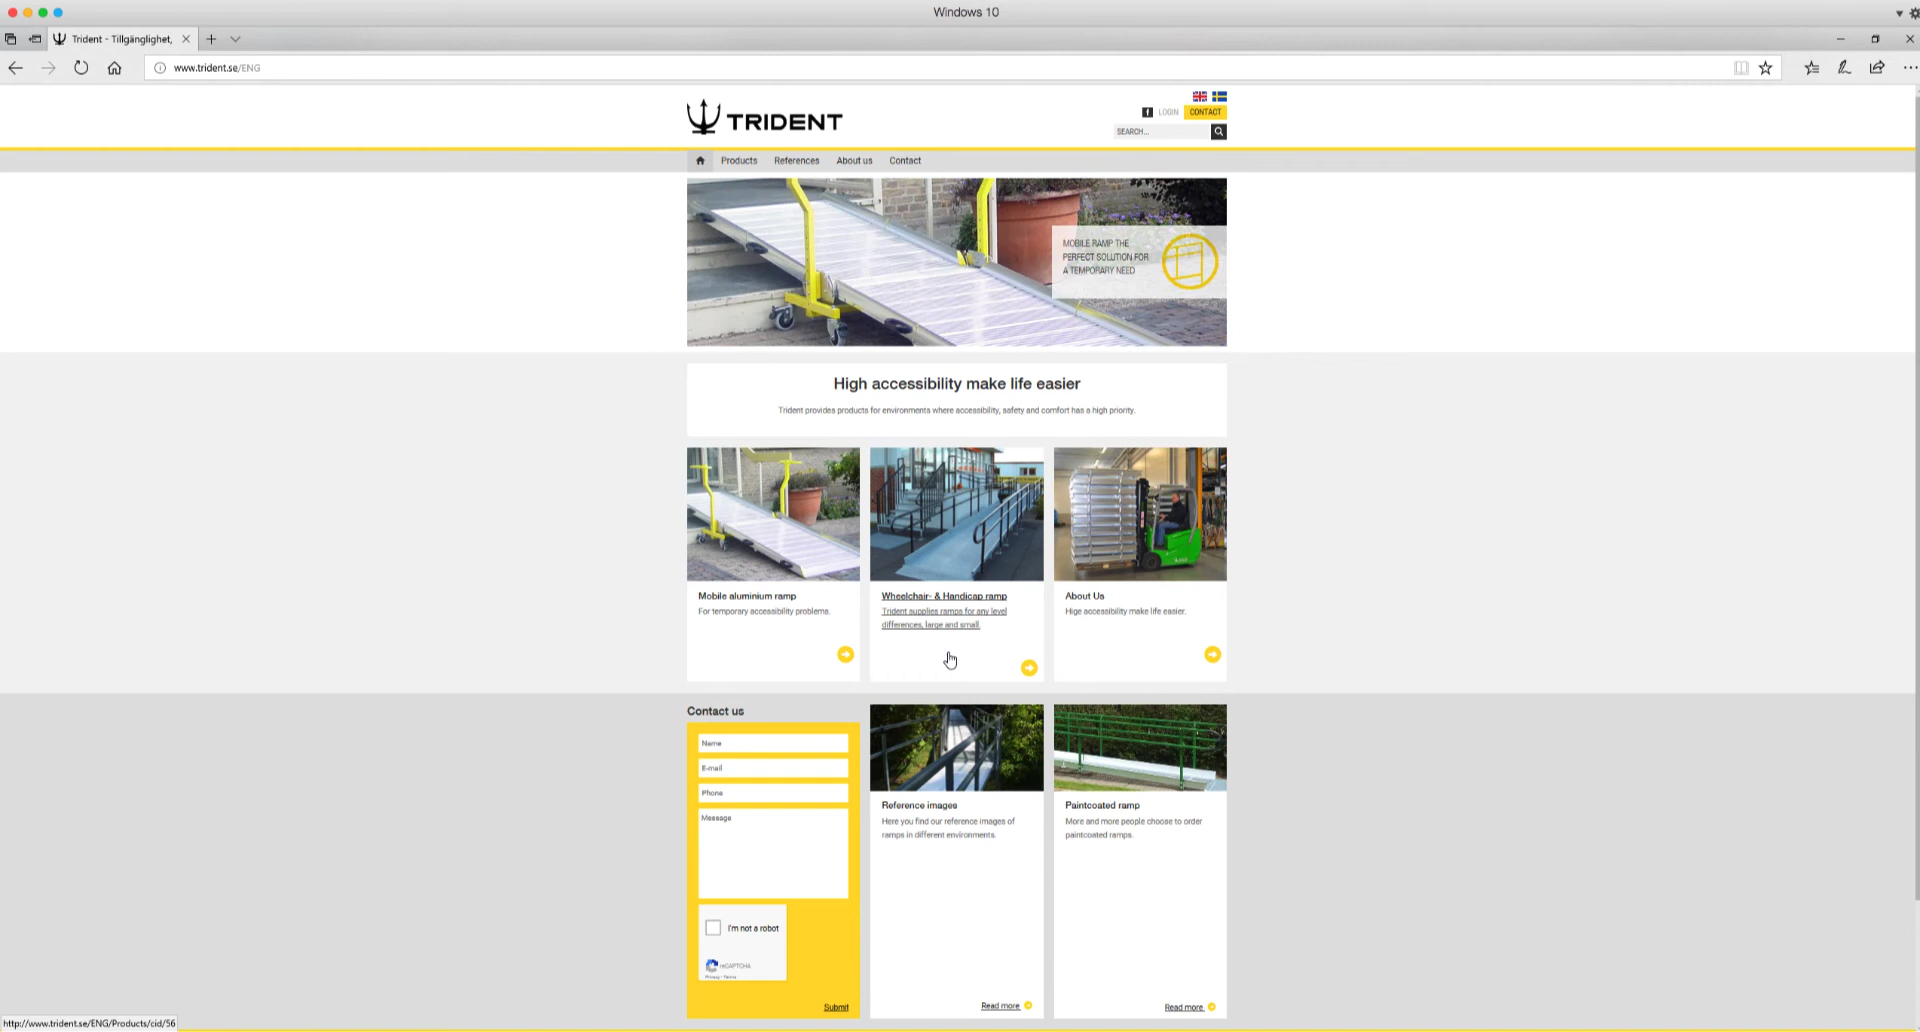 Windows 10
Trident - Tillgänglighet,
www.trident.se/ENG
TRIDENT
f LOGIN CONTACT
SEARCH...
Products References About us Contact
MOBILE RAMP THE
PERFECT SOLUTION FOR
A TEMPORARY NEED
High accessibility make life easier
Trident provides products for environments where accessibility, safety and comfort has a high priority.
Mobile aluminium ramp
For temporary accessibility problems.
Wheelchair- & Handicap ramp
Trident supplies ramps for any level
differences, large and small.
About Us
Hige accessibility make life easier.
Contact us
Name
E-mail
Phone
Message
I'm not a robot
reCAPTCHA
Privacy - Terms
Submit
Reference images
Here you find our reference images of
ramps in different environments.
Read more
Paintcoated ramp
More and more people choose to order
paintcoated ramps.
Read more
http://www.trident.se/ENG/Products/cid/56